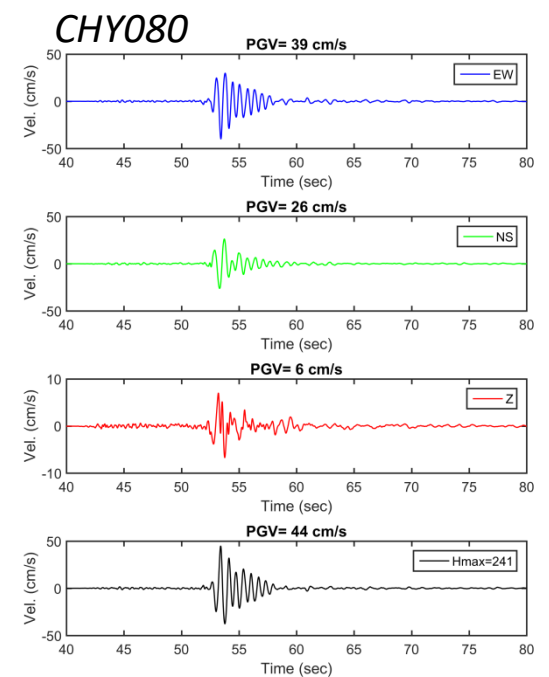 CHY080
PGV= 39 cm/s
50
0
-50
Vel. (cm/s)
EW
40 45 50 55 60 65 70 75 80
Time (sec)
PGV= 26 cm/s
50
0
-50
Vel. (cm/s)
NS
40 45 50 55 60 65 70 75 80
Time (sec)
PGV= 6 cm/s
10
0
-10
Vel. (cm/s)
Z
40 45 50 55 60 65 70 75 80
Time (sec)
PGV= 44 cm/s
50
0
-50
Vel. (cm/s)
Hmax=241
40 45 50 55 60 65 70 75 80
Time (sec)